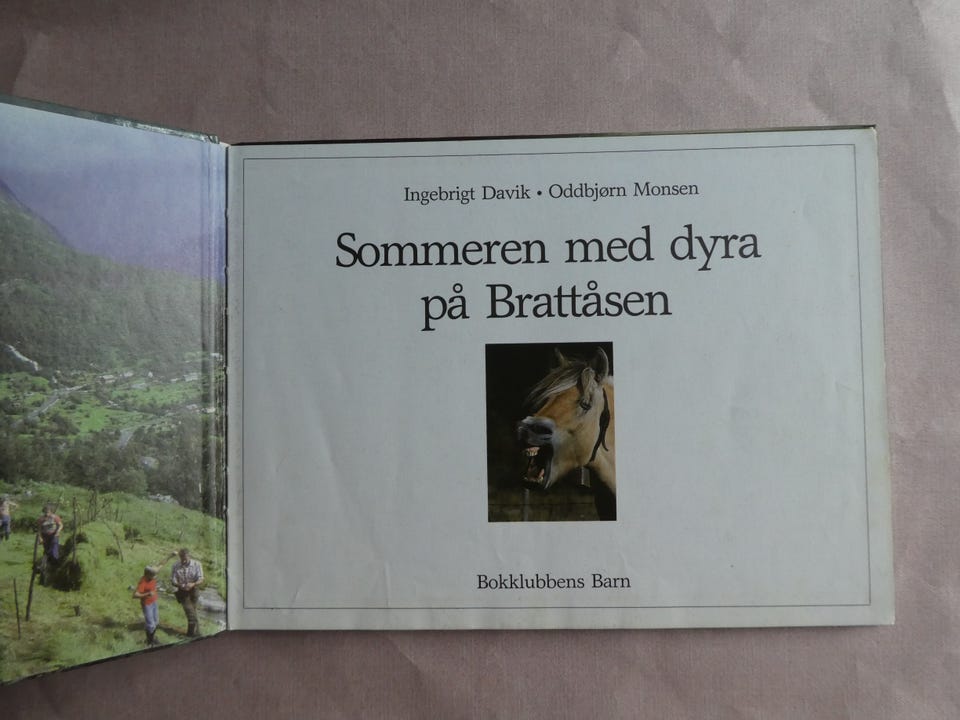 Ingebrigt Davik • Oddbjørn Monsen
Sommeren med dyra
på Brattåsen
Bokklubbens Barn